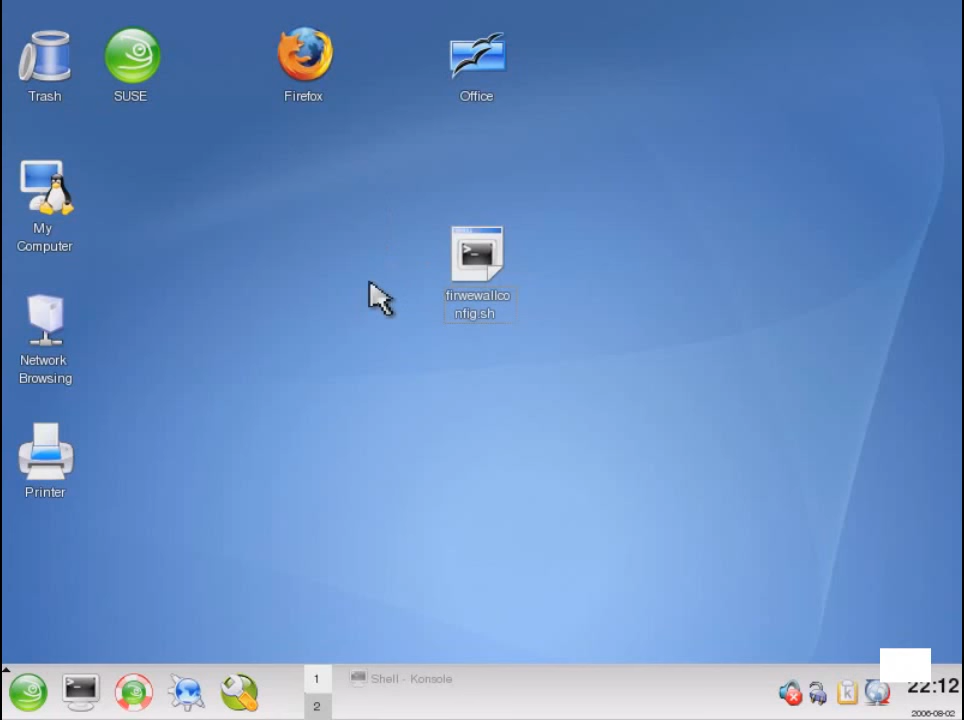 Trash
SUSE
Firefox
Office
My
Computer
firwewallco
nfig.sh
Network
Browsing
Printer
1
2
Shell - Konsole
22:12
2006-08-02